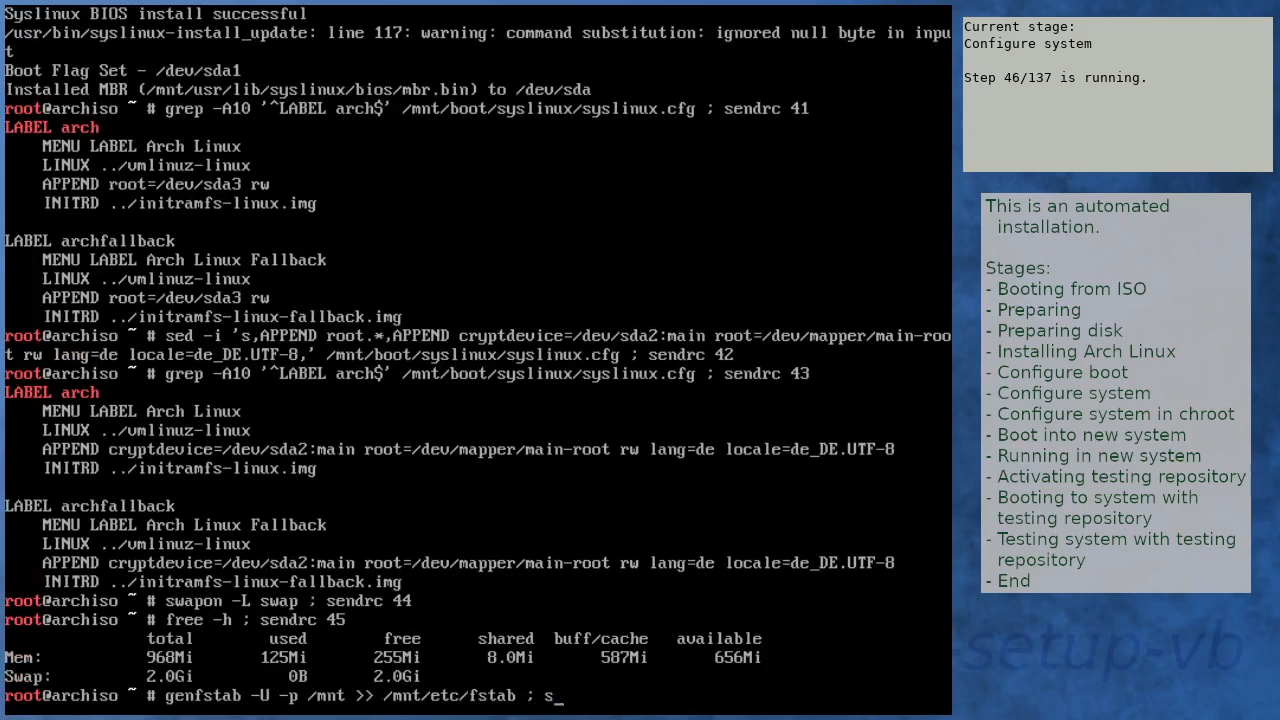 Syslinux BIOS install successful
/usr/bin/syslinux-install_update: line 117: warning: command substitution: ignored null byte in inpu
t
Boot Flag Set - /dev/sda1
Installed MBR (/mnt/usr/lib/syslinux/bios/mbr.bin) to /dev/sda
root@archiso ~ # grep -A10 '^LABEL arch$' /mnt/boot/syslinux/syslinux.cfg ; sendrc 41
LABEL arch
    MENU LABEL Arch Linux
    LINUX ../vmlinuz-linux
    APPEND root=/dev/sda3 rw
    INITRD ../initramfs-linux.img

LABEL archfallback
    MENU LABEL Arch Linux Fallback
    LINUX ../vmlinuz-linux
    APPEND root=/dev/sda3 rw
    INITRD ../initramfs-linux-fallback.img
root@archiso ~ # sed -i 's,APPEND root.*,APPEND cryptdevice=/dev/sda2:main root=/dev/mapper/main-roo
t rw lang=de locale=de_DE.UTF-8,' /mnt/boot/syslinux/syslinux.cfg ; sendrc 42
root@archiso ~ # grep -A10 '^LABEL arch$' /mnt/boot/syslinux/syslinux.cfg ; sendrc 43
LABEL arch
    MENU LABEL Arch Linux
    LINUX ../vmlinuz-linux
    APPEND cryptdevice=/dev/sda2:main root=/dev/mapper/main-root rw lang=de locale=de_DE.UTF-8
    INITRD ../initramfs-linux.img

LABEL archfallback
    MENU LABEL Arch Linux Fallback
    LINUX ../vmlinuz-linux
    APPEND cryptdevice=/dev/sda2:main root=/dev/mapper/main-root rw lang=de locale=de_DE.UTF-8
    INITRD ../initramfs-linux-fallback.img
root@archiso ~ # swapon -L swap ; sendrc 44
root@archiso ~ # free -h ; sendrc 45
               total        used        free      shared  buff/cache   available
Mem:           968Mi       125Mi       255Mi       8.0Mi       587Mi       656Mi
Swap:          2.0Gi          0B       2.0Gi
root@archiso ~ # genfstab -U -p /mnt >> /mnt/etc/fstab ; s_
Current stage:
Configure system

Step 46/137 is running.
This is an automated
installation.

Stages:
- Booting from ISO
- Preparing
- Preparing disk
- Installing Arch Linux
- Configure boot
- Configure system
- Configure system in chroot
- Boot into new system
- Running in new system
- Activating testing repository
- Booting to system with
testing repository
- Testing system with testing
repository
- End
-setup-vb